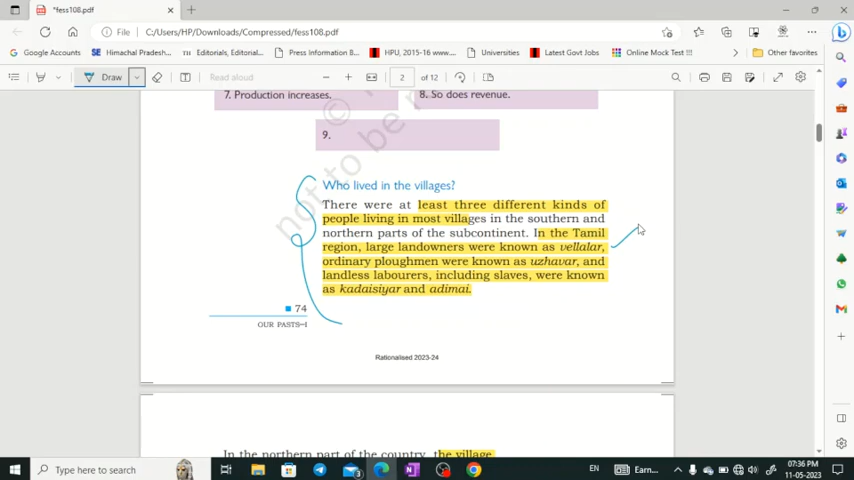 *fess108.pdf
File C:/Users/HP/Downloads/Compressed/fess108.pdf
Google Accounts Himachal Pradesh... Editorials, Editorial... Press Information B... HPU, 2015-16 www.... Universities Latest Govt Jobs Online Mock Test !!! Other favorites
Draw Read aloud 2 of 12
7. Production increases. 8. So does revenue.
9.
not to be r
Who lived in the villages?
There were at least three different kinds of
people living in most villages in the southern and
northern parts of the subcontinent. In the Tamil
region, large landowners were known as vellalar,
ordinary ploughmen were known as uzhavar, and
landless labourers, including slaves, were known
as kadaisiyar and adimai.
74
OUR PASTS–I
Rationalised 2023-24
In the northern part of the country, the village
Type here to search EN Earn... 07:36 PM
11-05-2023